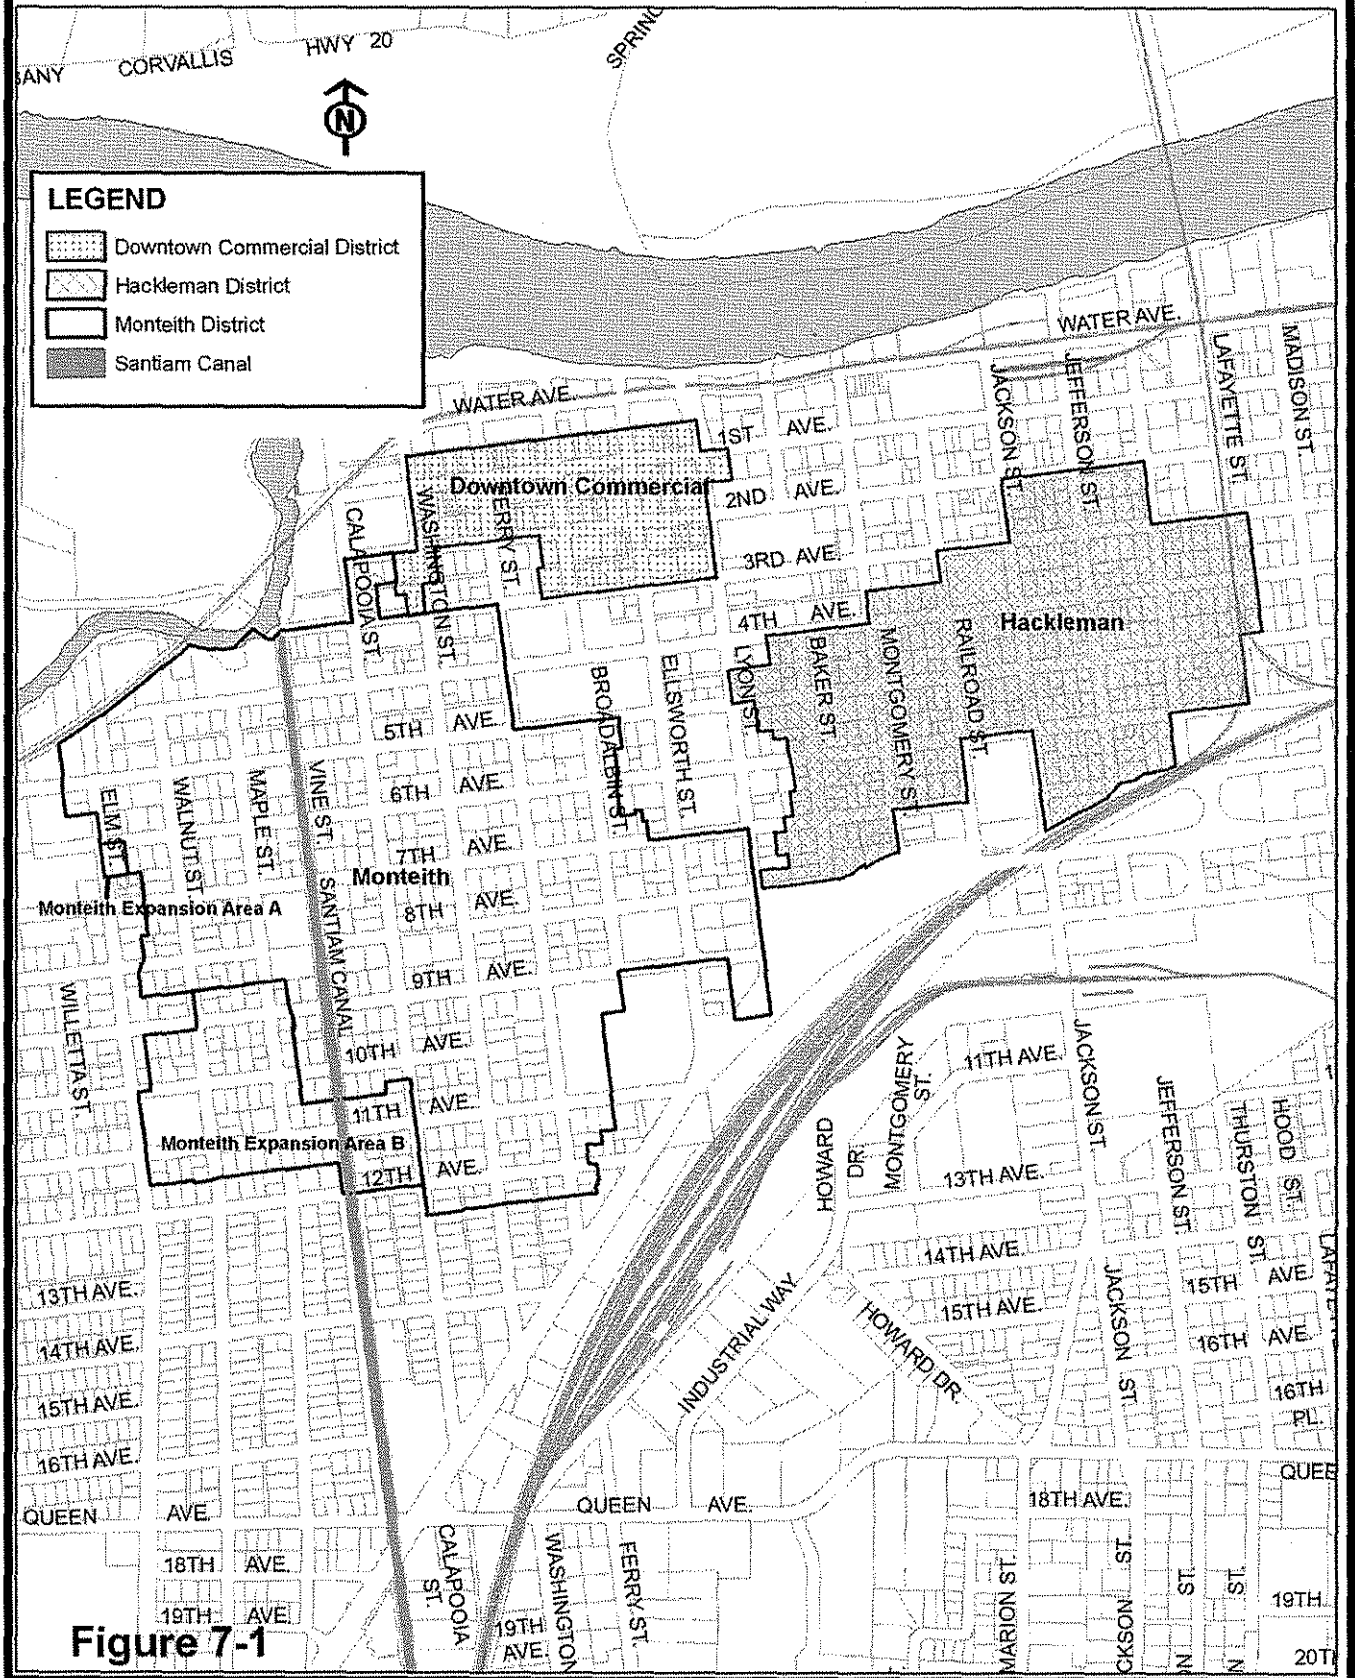 BANY CORVALLIS HWY 20
SPRING
N
LEGEND
Downtown Commercial District
Hackleman District
Monteith District
Santiam Canal
WATER AVE.
WATER AVE.
JACKSON ST.
JEFFERSON ST.
LAFAYETTE ST.
MADISON ST.
1ST AVE.
Downtown Commercial
2ND AVE.
CALAPOOIA ST.
WASHINGTON ST.
FERRY ST.
3RD AVE.
4TH AVE.
Hackleman
LYON ST.
BAKER ST
MONTGOMERY ST.
RAILROAD ST.
BROADALBIN ST.
ELLSWORTH ST.
5TH AVE.
6TH AVE.
ELM ST.
WALNUT ST.
MAPLE ST.
VINE ST.
7TH AVE.
Monteith
8TH AVE.
Monteith Expansion Area A
SANTIAM CANAL
9TH AVE.
WILLETTA ST.
10TH AVE.
11TH AVE.
Monteith Expansion Area B
12TH AVE.
MONTGOMERY ST.
11TH AVE.
JACKSON ST.
JEFFERSON ST.
THURSTON ST.
HOOD ST.
HOWARD DR.
13TH AVE.
14TH AVE.
15TH AVE.
13TH AVE.
14TH AVE.
15TH AVE.
16TH AVE.
INDUSTRIAL WAY
HOWARD DR.
JACKSON ST.
15TH AVE.
16TH AVE.
16TH PL.
QUEEN AVE.
QUEEN AVE.
QUEE
18TH AVE.
18TH AVE.
19TH AVE.
CALAPOOIA ST.
WASHINGTON
FERRY ST.
19TH AVE.
MARION ST.
CKSON ST.
N ST.
N ST.
19TH
20T
Figure 7-1